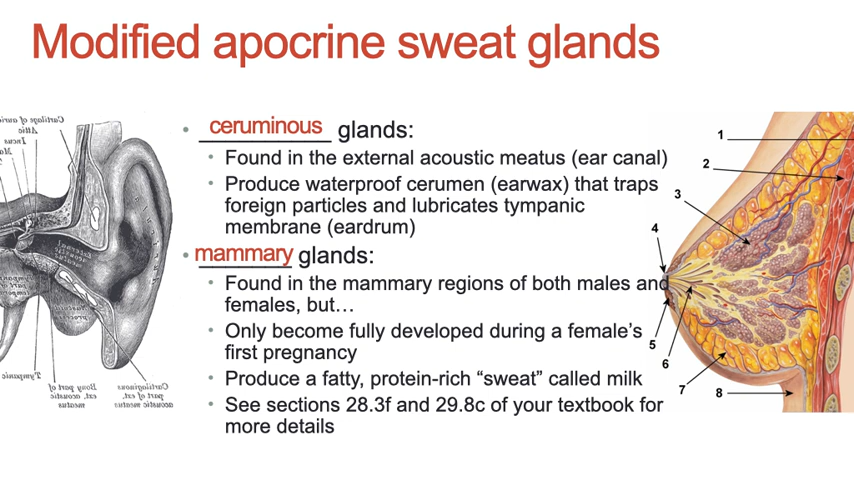 Modified apocrine sweat glands
• ceruminous glands:
• Found in the external acoustic meatus (ear canal)
• Produce waterproof cerumen (earwax) that traps
foreign particles and lubricates tympanic
membrane (eardrum)
• mammary glands:
• Found in the mammary regions of both males and
females, but…
• Only become fully developed during a female’s
first pregnancy
• Produce a fatty, protein-rich “sweat” called milk
• See sections 28.3f and 29.8c of your textbook for
more details
Cartilage of auric
Attic
Incus
External
acoustic
meatus
Tympanic
Bony part of
ext. acoustic
meatus
Cartilaginous
part of ext.
acoustic meatus
1
2
3
4
5
6
7
8